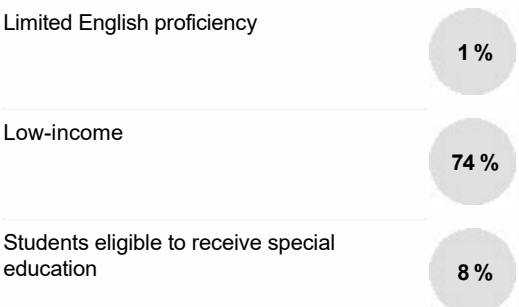 Limited English proficiency
1 %
Low-income
74 %
Students eligible to receive special
education
8 %